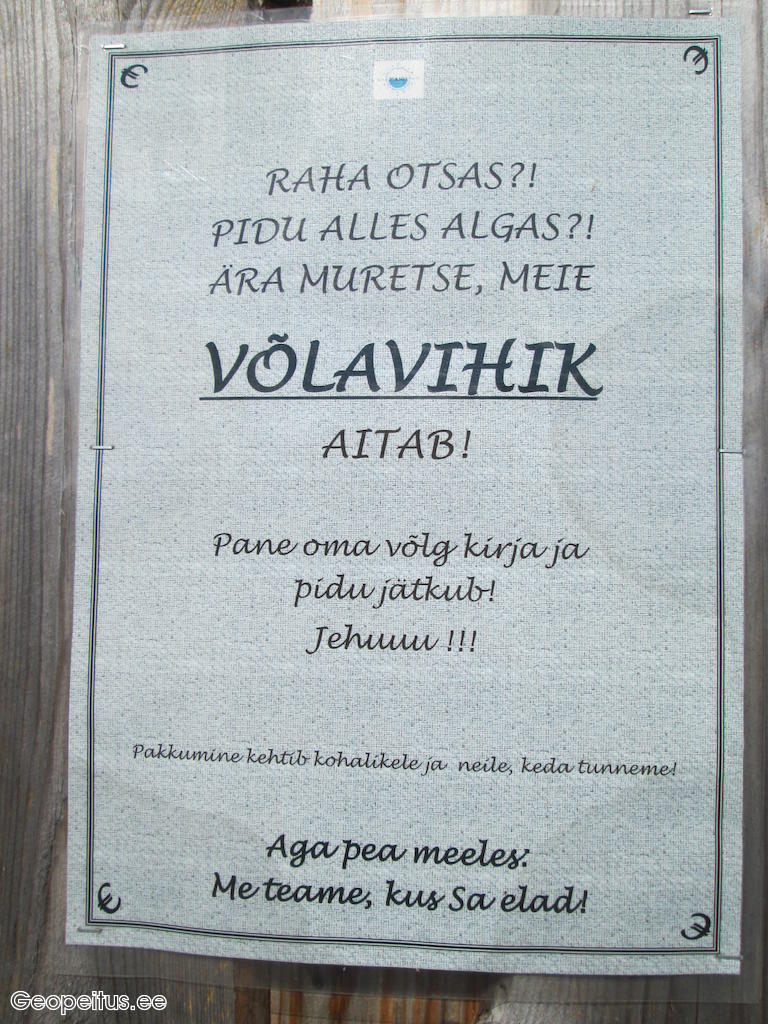 RAHA OTSAS?!
PIDU ALLES ALGAS?!
ÄRA MURETSE, MEIE
VÕLAVIHIK
AITAB!
Pane oma võlg kirja ja
pidu jätkub!
Jehuuu !!!
Pakkumine kehtib kohalikele ja neile, keda tunneme!
Aga pea meeles:
Me teame, kus Sa elad!
Geopeitus.ee